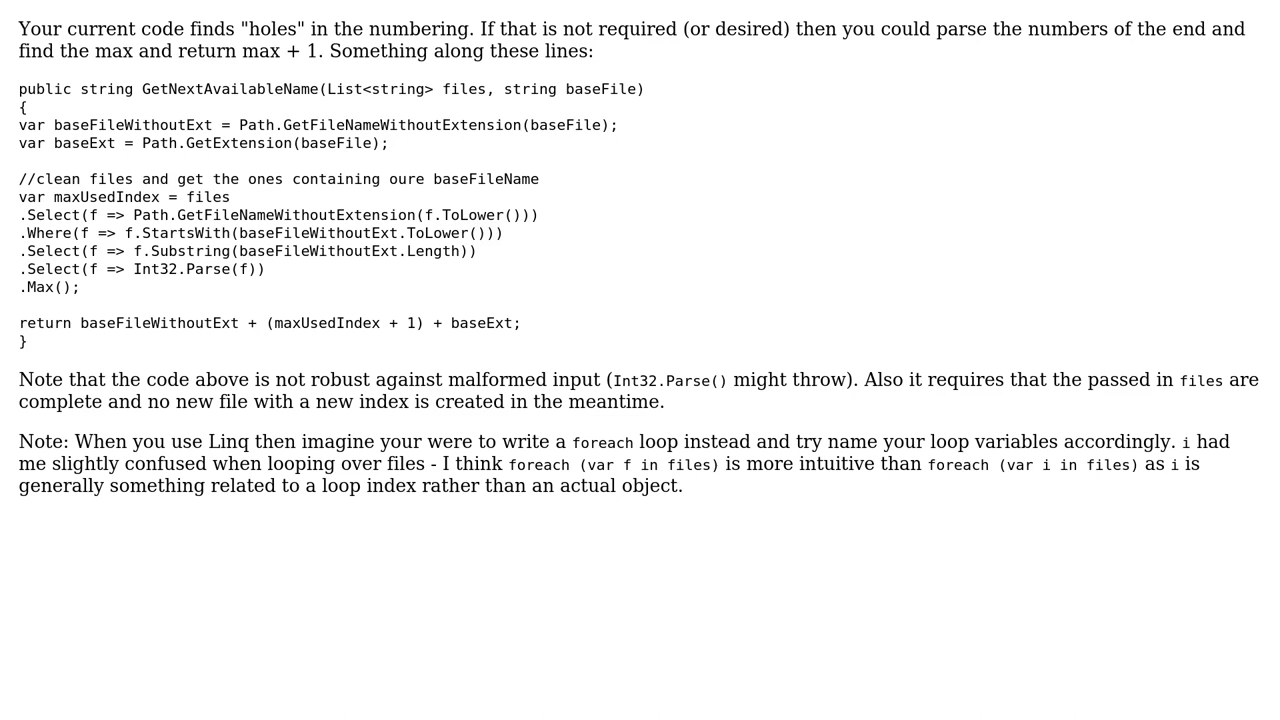 Your current code finds "holes" in the numbering. If that is not required (or desired) then you could parse the numbers of the end and
find the max and return max + 1. Something along these lines:
public string GetNextAvailableName(List<string> files, string baseFile)
{
var baseFileWithoutExt = Path.GetFileNameWithoutExtension(baseFile);
var baseExt = Path.GetExtension(baseFile);
//clean files and get the ones containing oure baseFileName
var maxUsedIndex = files
.Select(f => Path.GetFileNameWithoutExtension(f.ToLower()))
.Where(f => f.StartsWith(baseFileWithoutExt.ToLower()))
.Select(f => f.Substring(baseFileWithoutExt.Length))
.Select(f => Int32.Parse(f))
.Max();
return baseFileWithoutExt + (maxUsedIndex + 1) + baseExt;
}
Note that the code above is not robust against malformed input (Int32.Parse() might throw). Also it requires that the passed in files are
complete and no new file with a new index is created in the meantime.
Note: When you use Linq then imagine your were to write a foreach loop instead and try name your loop variables accordingly. i had
me slightly confused when looping over files - I think foreach (var f in files) is more intuitive than foreach (var i in files) as i is
generally something related to a loop index rather than an actual object.